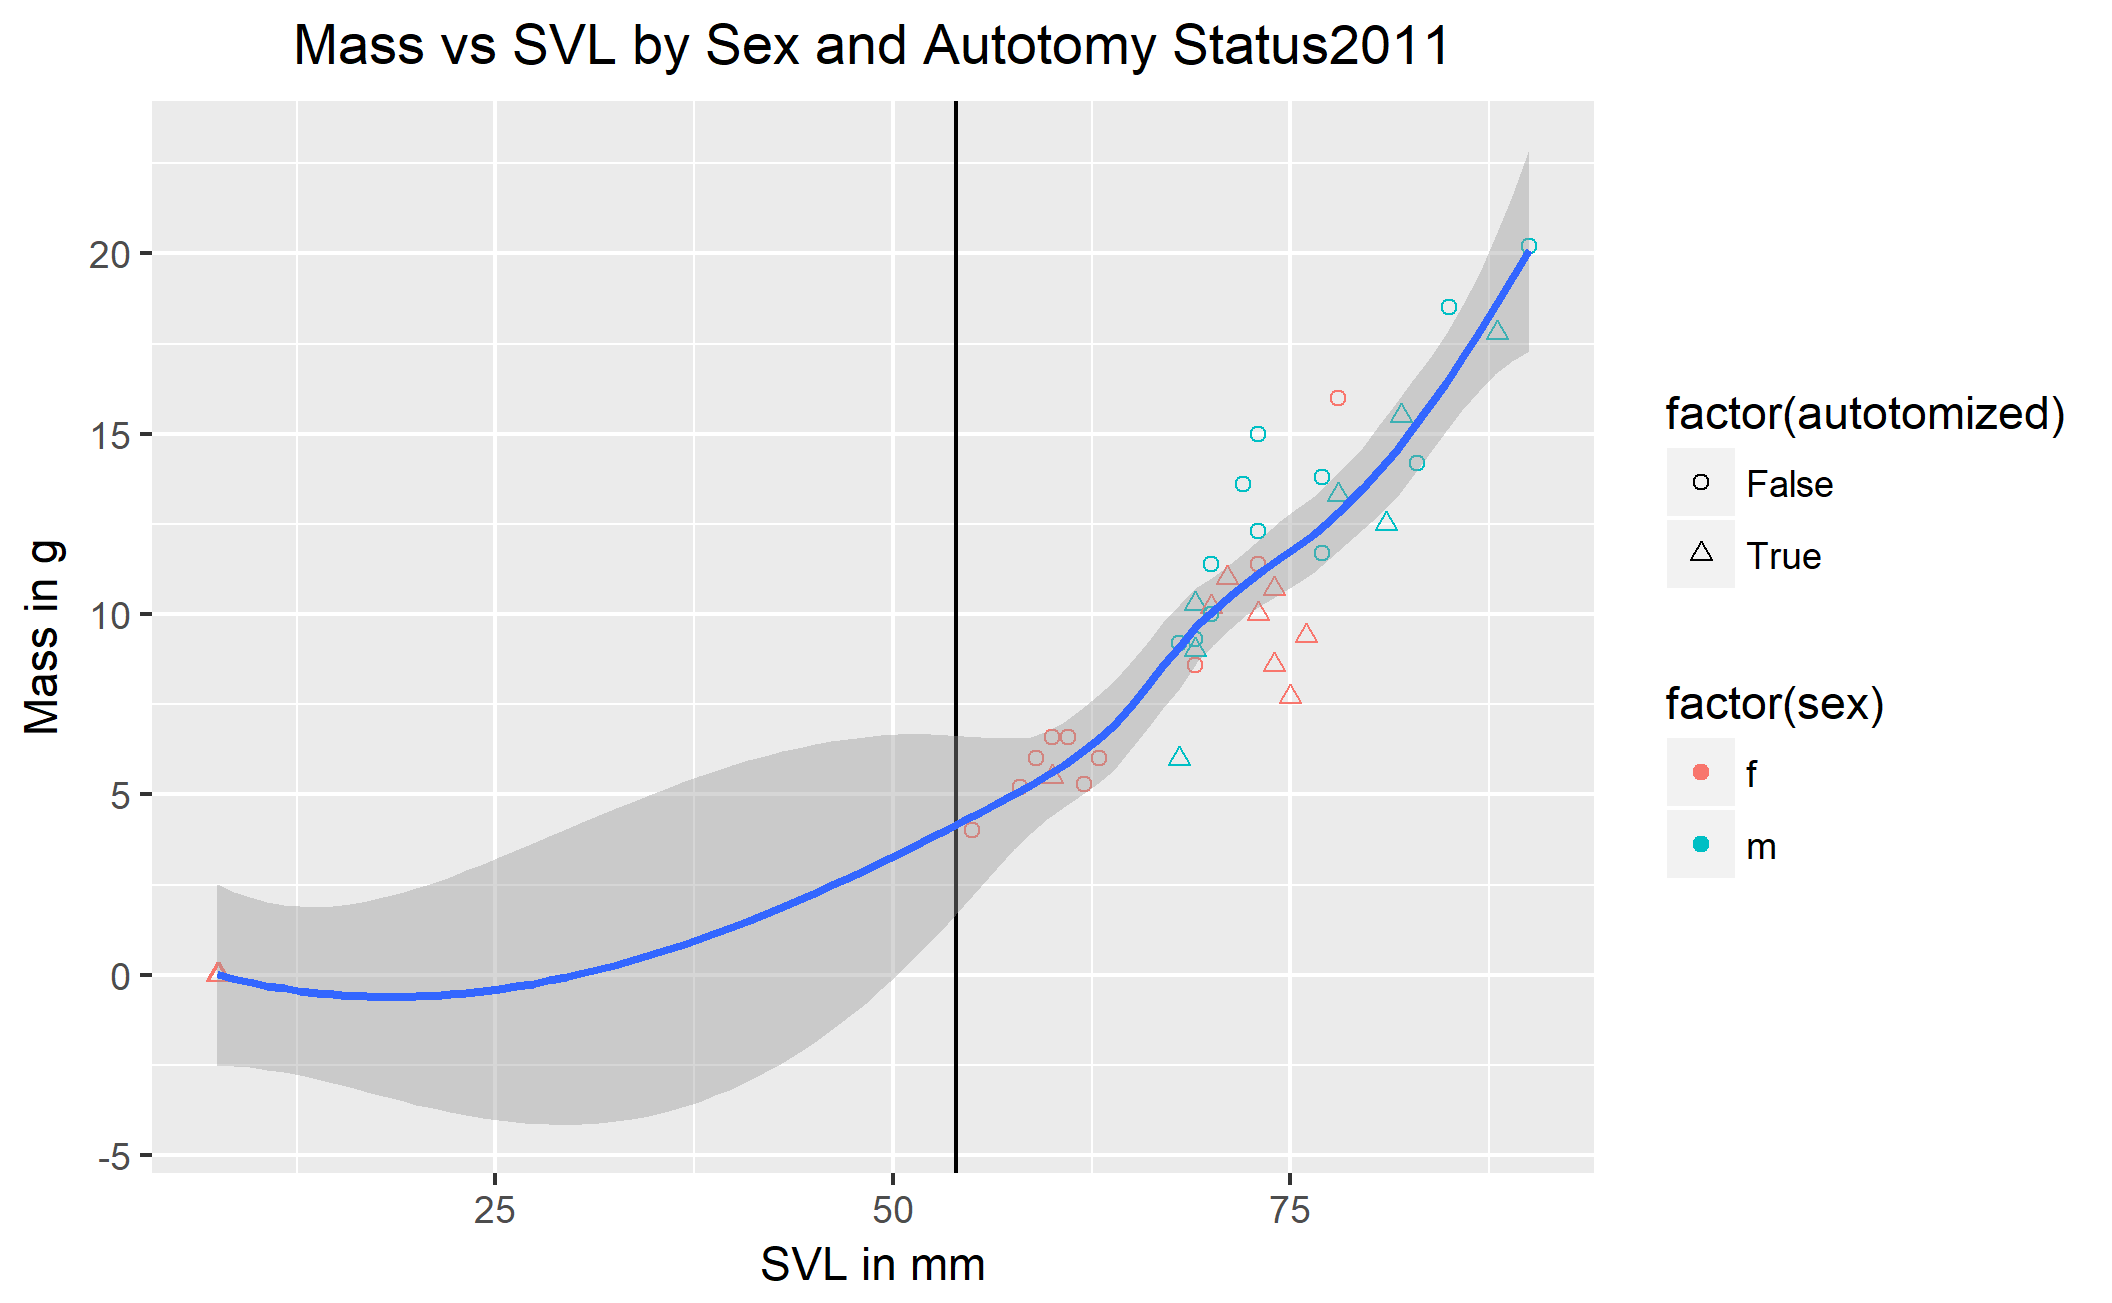 Mass vs SVL by Sex and Autotomy Status2011
Mass in g
20
15
10
5
0
-5
25
50
75
SVL in mm
factor(autotomized)
False
True
factor(sex)
f
m